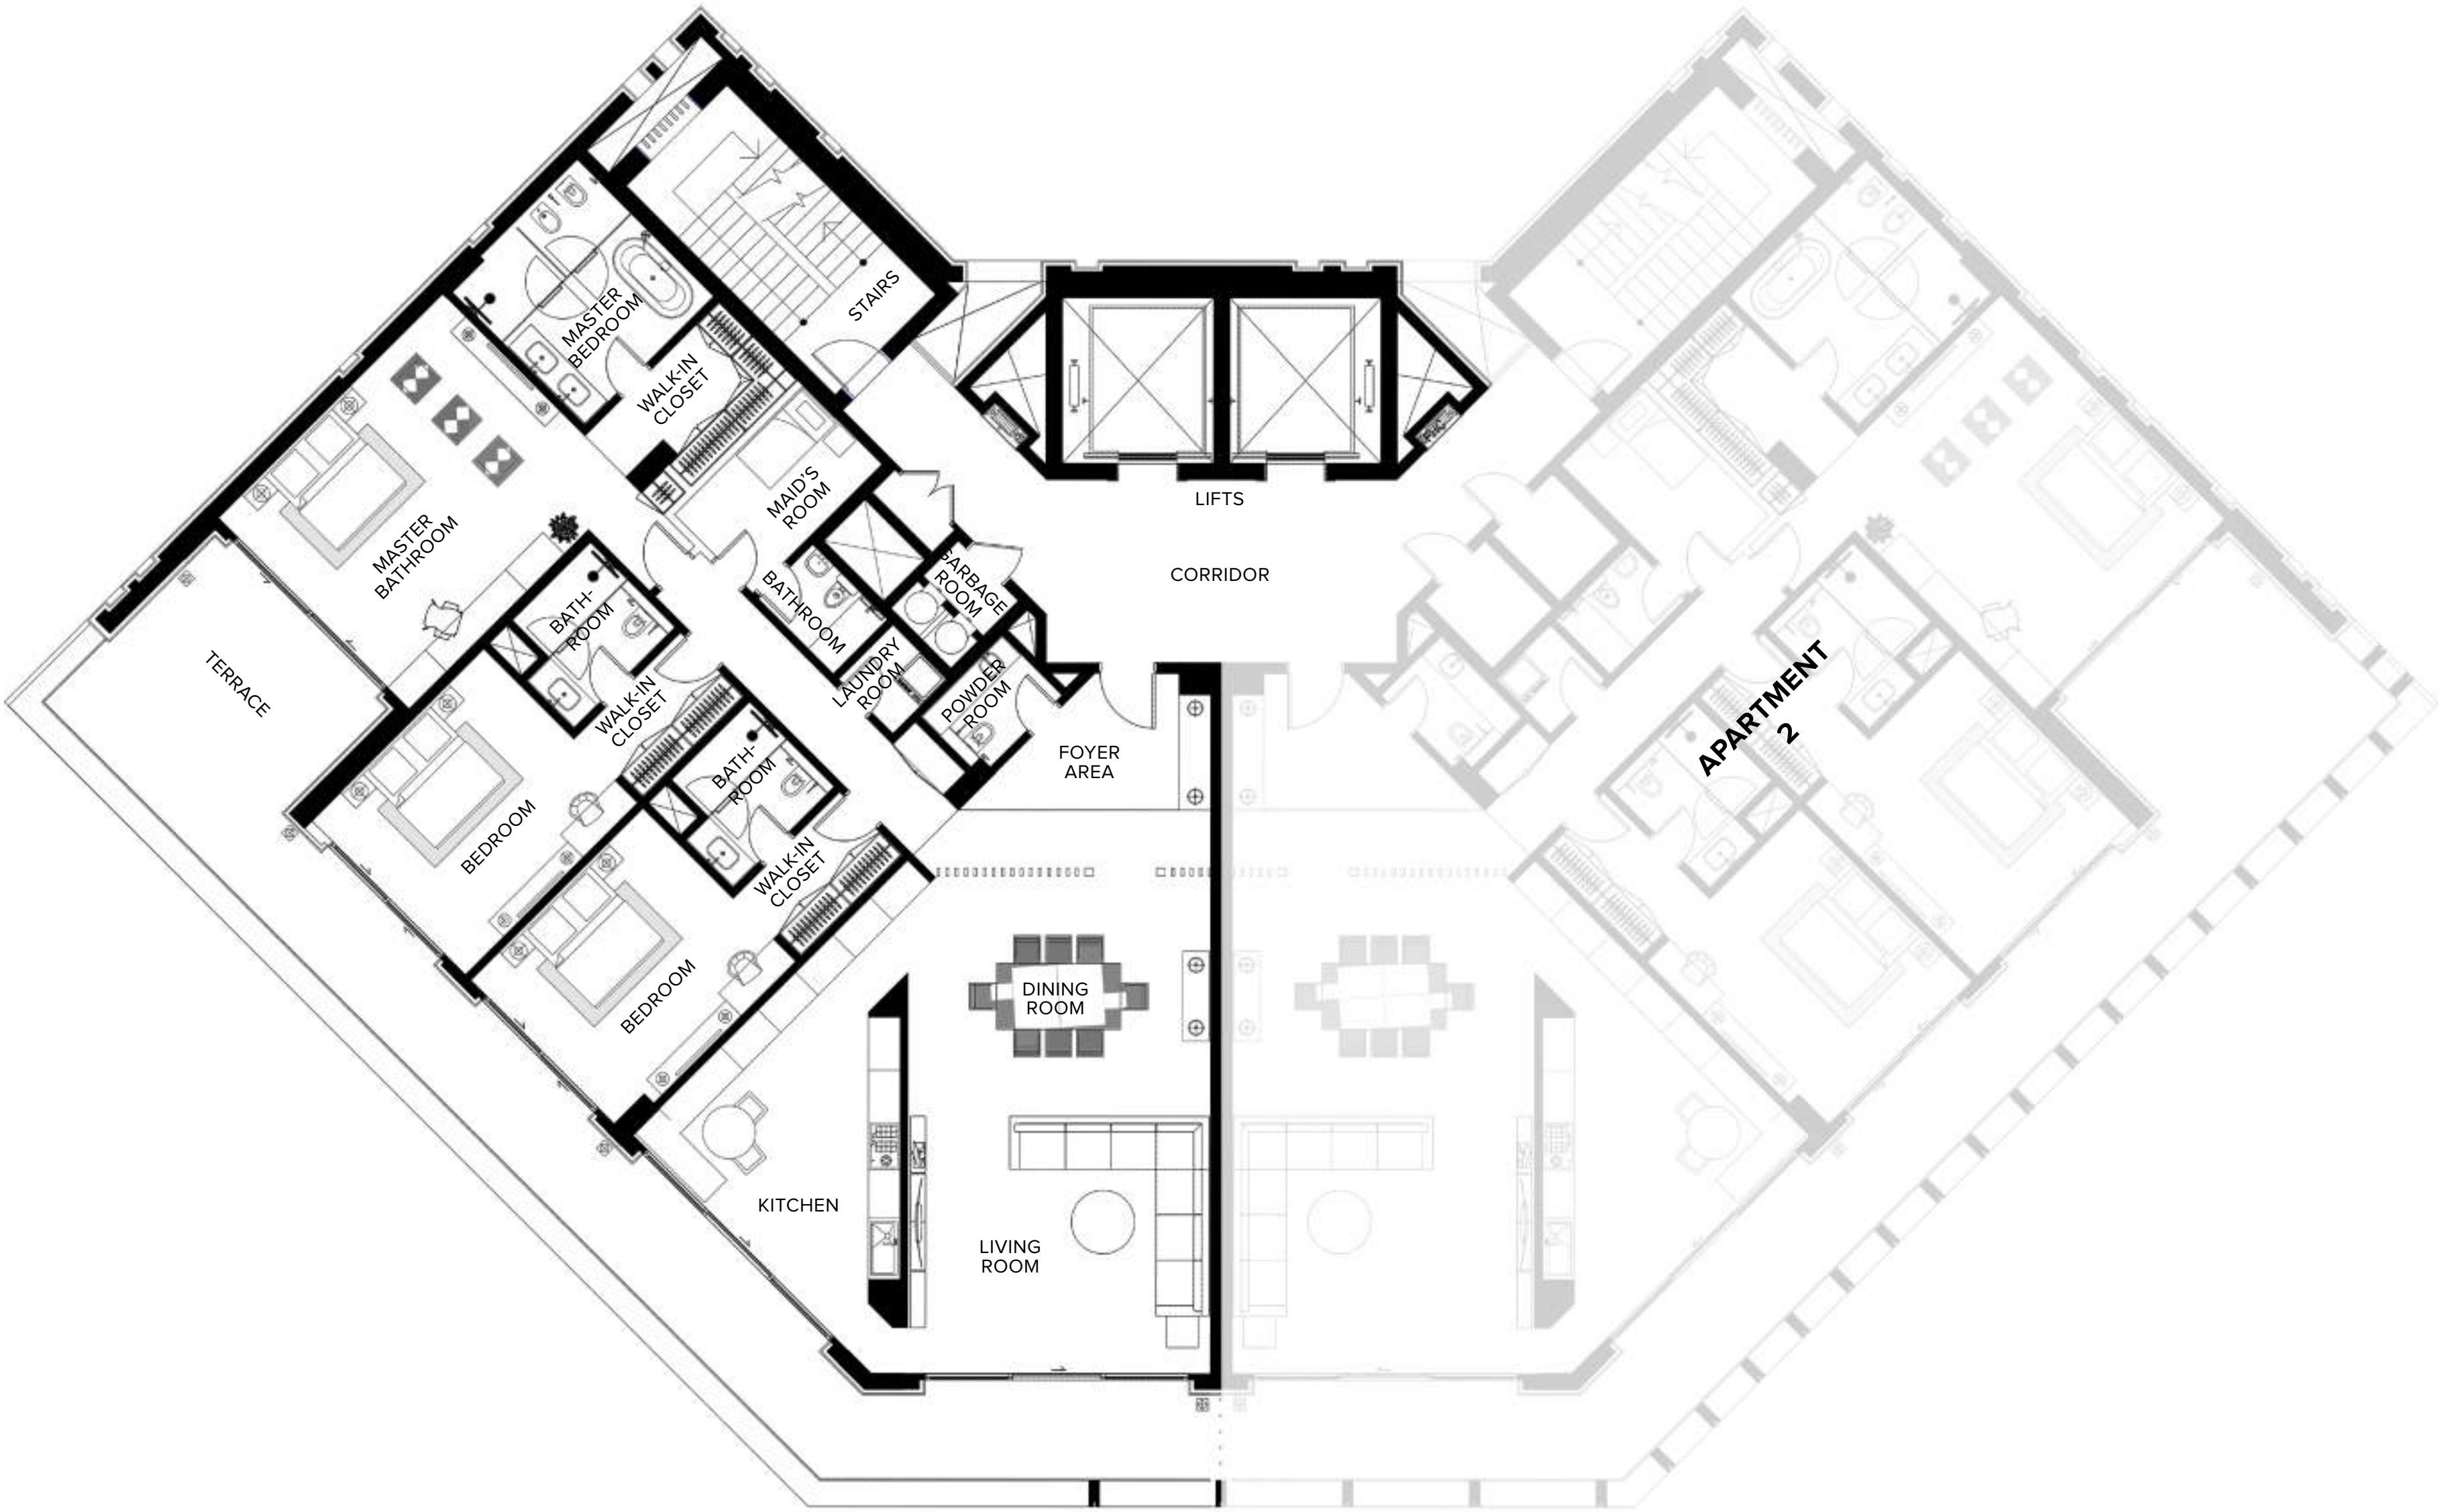 STAIRS
MASTER
BEDROOM
WALK-IN
CLOSET
MAID'S
ROOM
LIFTS
CORRIDOR
MASTER
BATHROOM
BATH-
ROOM
BATHROOM
GARBAGE
ROOM
TERRACE
WALK-IN
CLOSET
LAUNDRY
ROOM
POWDER
ROOM
APARTMENT
2
BATH-
ROOM
FOYER
AREA
BEDROOM
WALK-IN
CLOSET
BEDROOM
DINING
ROOM
KITCHEN
LIVING
ROOM